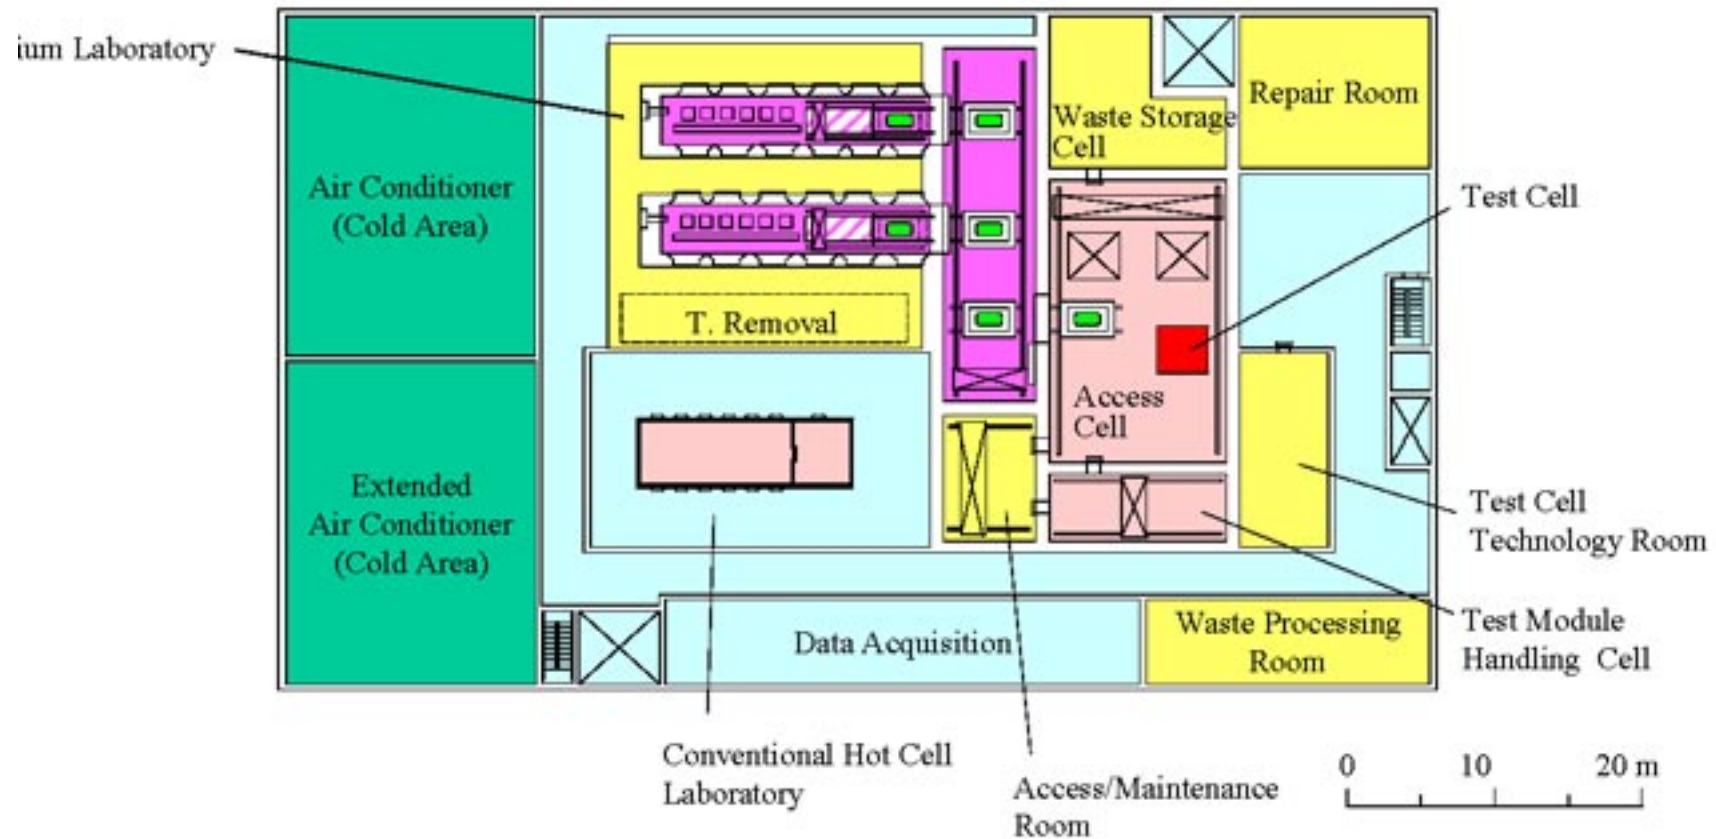 ium Laboratory
Air Conditioner
(Cold Area)
Extended
Air Conditioner
(Cold Area)
T. Removal
Waste Storage
Cell
Repair Room
Test Cell
Access
Cell
Test Cell
Technology Room
Test Module
Handling Cell
Data Acquisition
Waste Processing
Room
Conventional Hot Cell
Laboratory
Access/Maintenance
Room
0 10 20 m